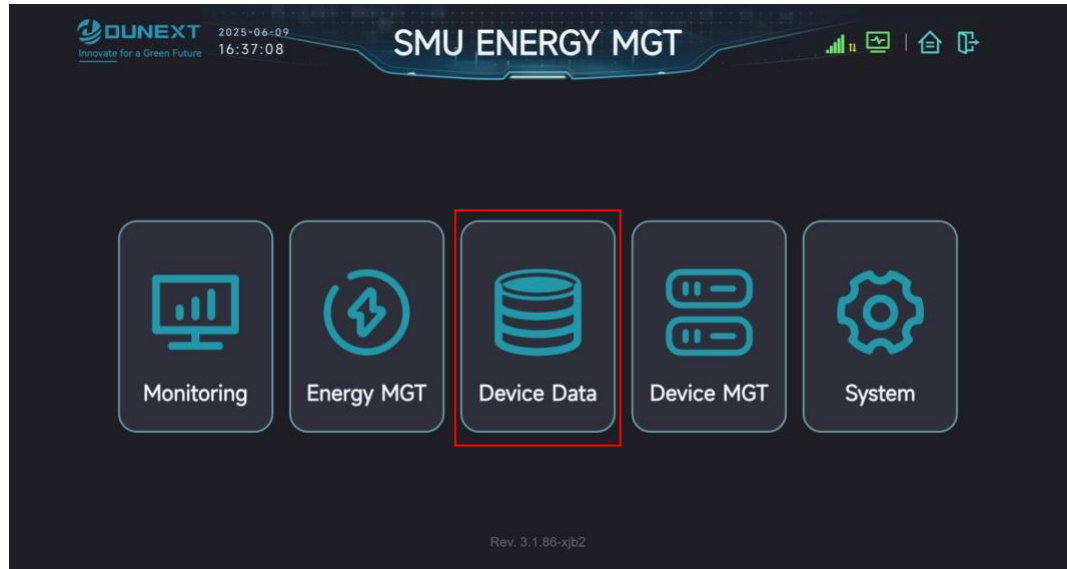 DUNEXT
Innovate for a Green Future
2025-06-09
16:37:08
SMU ENERGY MGT
Monitoring
Energy MGT
Device Data
Device MGT
System
Rev. 3.1.86-xjb2